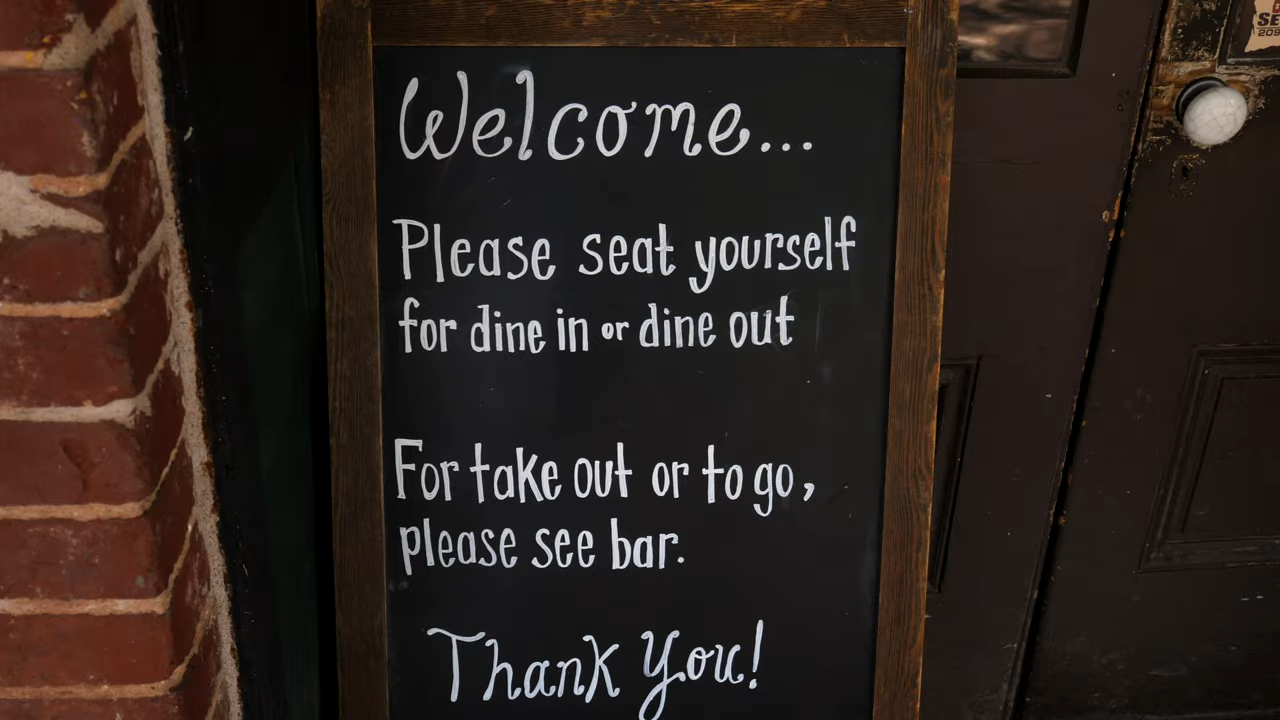 Welcome...
Please seat yourself
for dine in or dine out
For take out or to go,
please see bar.
Thank You!